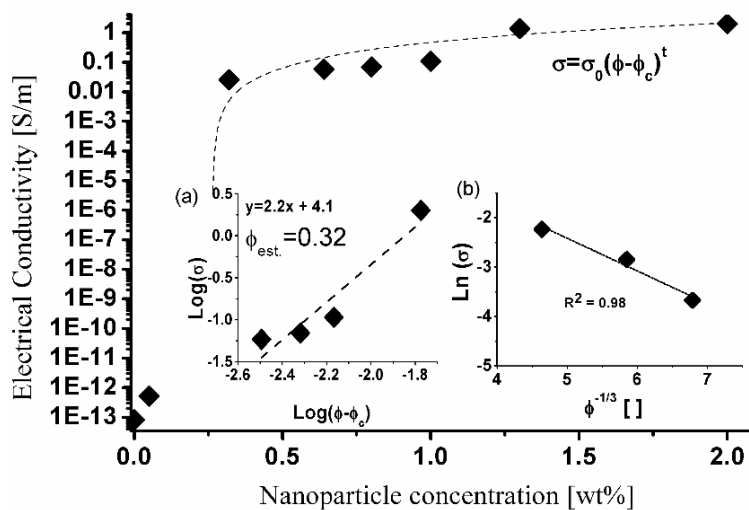 Electrical Conductivity [S/m]
1
0.1
0.01
1E-3
1E-4
1E-5
1E-6
1E-7
1E-8
1E-9
1E-10
1E-11
1E-12
1E-13
σ=σ₀(ϕ-ϕ꜀)ᵗ
(a)
y=2.2x + 4.1
ϕest.=0.32
Log(σ)
0.5
0.0
-0.5
-1.0
-1.5
-2.6 -2.4 -2.2 -2.0 -1.8
Log(ϕ-ϕ꜀)
(b)
Ln (σ)
-2
-3
-4
-5
R² = 0.98
4 5 6 7
ϕ⁻¹/³ [ ]
0.0 0.5 1.0 1.5 2.0
Nanoparticle concentration [wt%]